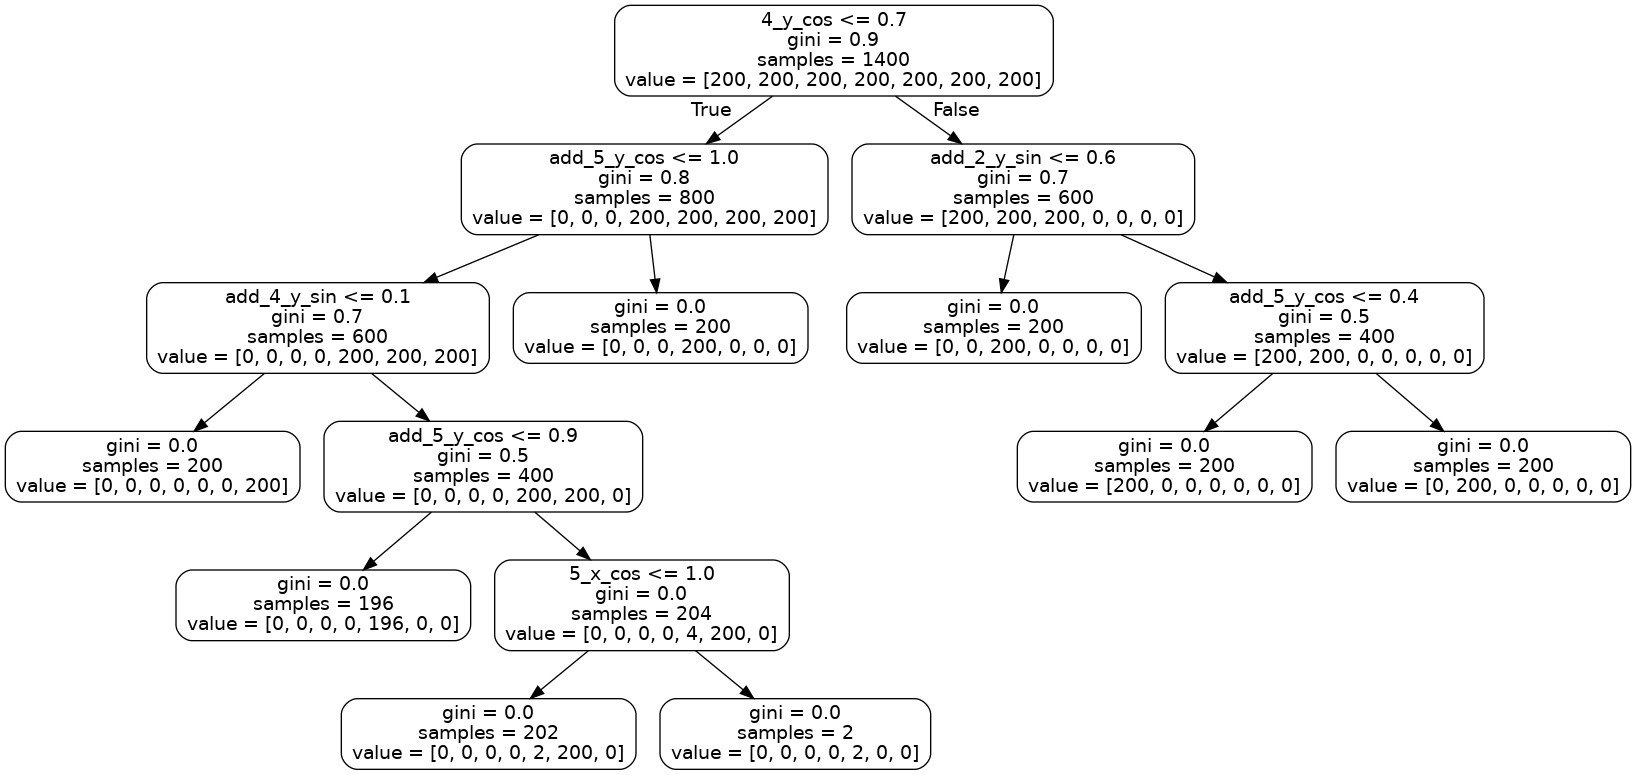 4_y_cos <= 0.7
gini = 0.9
samples = 1400
value = [200, 200, 200, 200, 200, 200, 200]
True
False
add_5_y_cos <= 1.0
gini = 0.8
samples = 800
value = [0, 0, 0, 200, 200, 200, 200]
add_2_y_sin <= 0.6
gini = 0.7
samples = 600
value = [200, 200, 200, 0, 0, 0, 0]
add_4_y_sin <= 0.1
gini = 0.7
samples = 600
value = [0, 0, 0, 0, 200, 200, 200]
gini = 0.0
samples = 200
value = [0, 0, 0, 200, 0, 0, 0]
gini = 0.0
samples = 200
value = [0, 0, 200, 0, 0, 0, 0]
add_5_y_cos <= 0.4
gini = 0.5
samples = 400
value = [200, 200, 0, 0, 0, 0, 0]
gini = 0.0
samples = 200
value = [0, 0, 0, 0, 0, 0, 200]
add_5_y_cos <= 0.9
gini = 0.5
samples = 400
value = [0, 0, 0, 0, 200, 200, 0]
gini = 0.0
samples = 200
value = [200, 0, 0, 0, 0, 0, 0]
gini = 0.0
samples = 200
value = [0, 200, 0, 0, 0, 0, 0]
gini = 0.0
samples = 196
value = [0, 0, 0, 0, 196, 0, 0]
5_x_cos <= 1.0
gini = 0.0
samples = 204
value = [0, 0, 0, 0, 4, 200, 0]
gini = 0.0
samples = 202
value = [0, 0, 0, 0, 2, 200, 0]
gini = 0.0
samples = 2
value = [0, 0, 0, 0, 2, 0, 0]